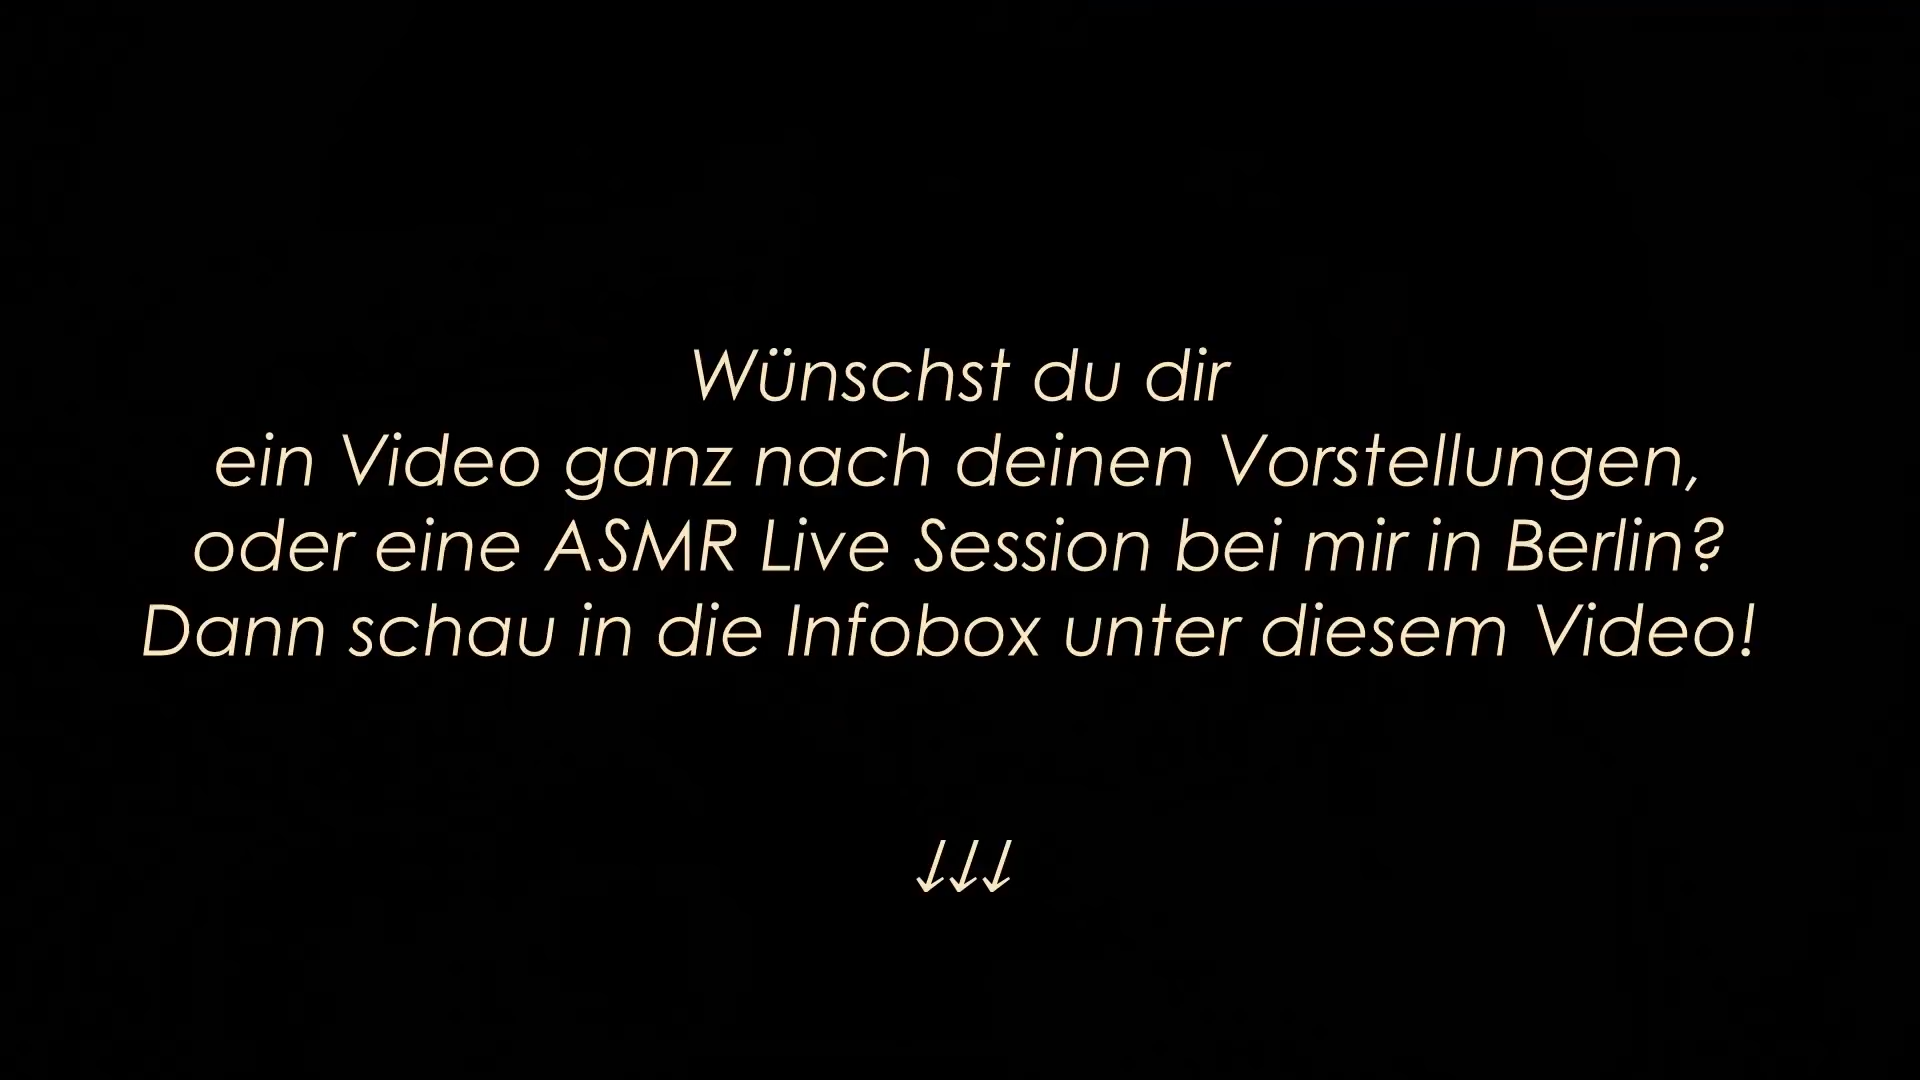 Wünschst du dir
ein Video ganz nach deinen Vorstellungen,
oder eine ASMR Live Session bei mir in Berlin?
Dann schau in die Infobox unter diesem Video!
↓↓↓